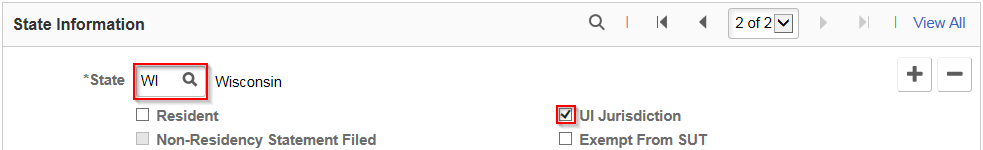 State Information 2 of 2 View All
*State WI Wisconsin
Resident UI Jurisdiction
Non-Residency Statement Filed Exempt From SUT